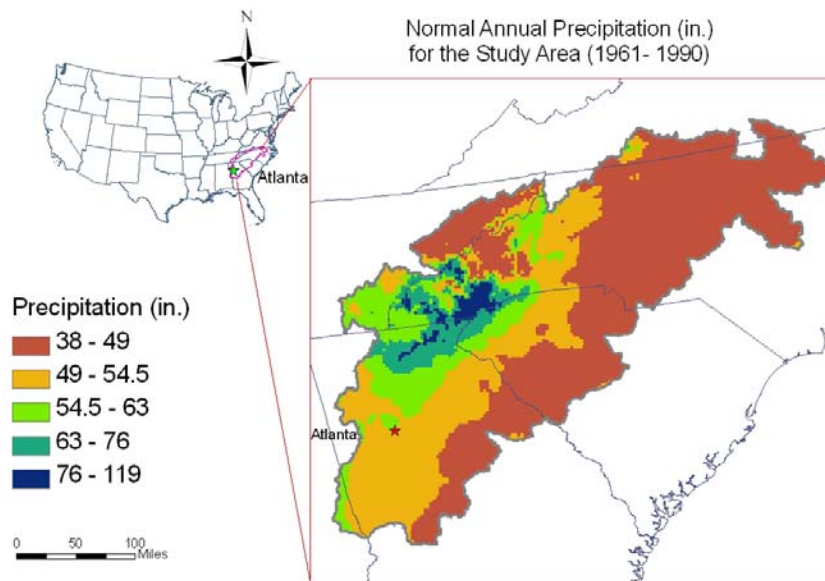 N
Normal Annual Precipitation (in.)
for the Study Area (1961- 1990)
Atlanta
Precipitation (in.)
38 - 49
49 - 54.5
54.5 - 63
63 - 76
76 - 119
Atlanta
0 50 100
Miles